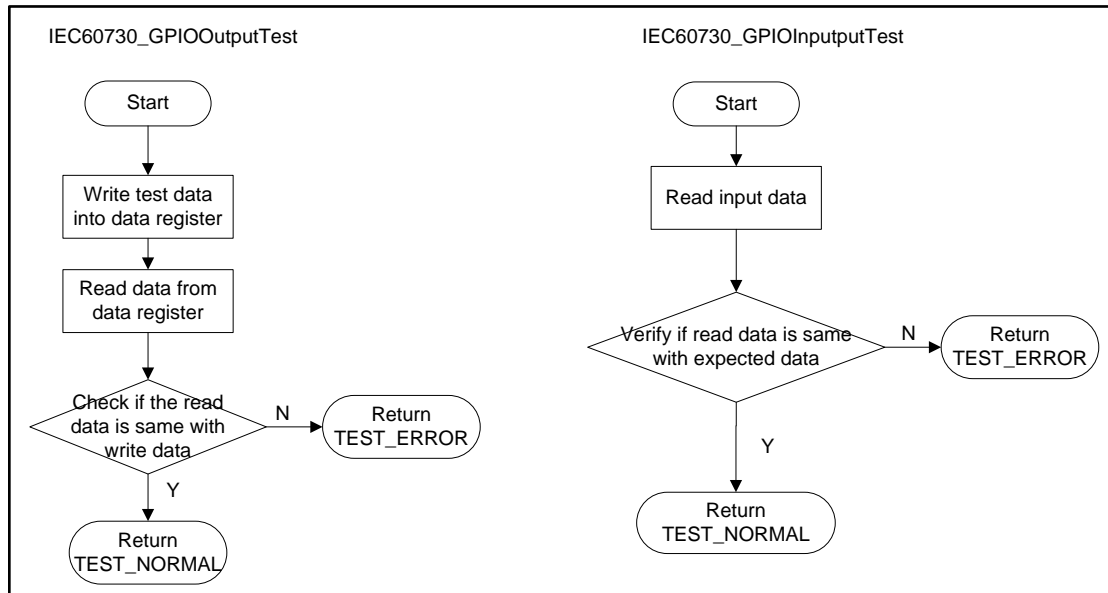 IEC60730_GPIOOutputTest
Start
Write test data
into data register
Read data from
data register
Check if the read
data is same with
write data
N
Return
TEST_ERROR
Y
Return
TEST_NORMAL
IEC60730_GPIOInputputTest
Start
Read input data
Verify if read data is same
with expected data
N
Return
TEST_ERROR
Y
Return
TEST_NORMAL